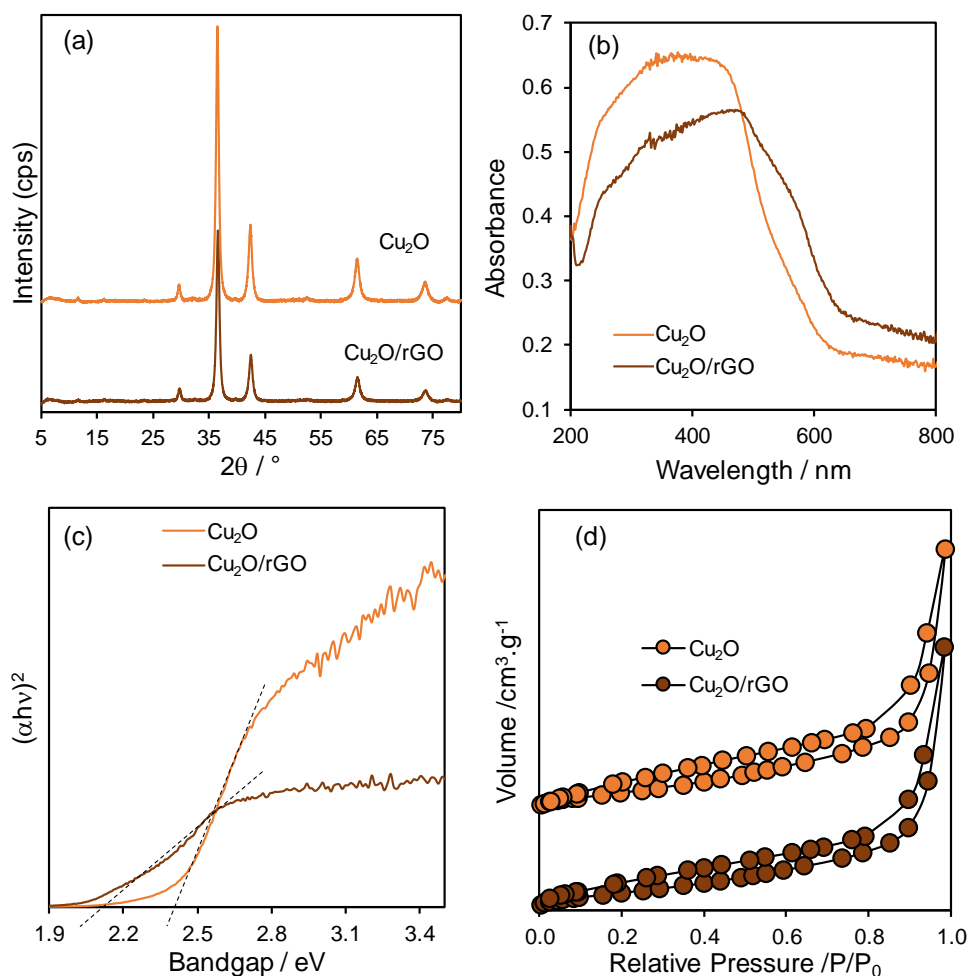 (a)
Intensity (cps)
Cu₂O
Cu₂O/rGO
5 15 25 35 45 55 65 75
2θ / °
(b)
Absorbance
0.7
0.6
0.5
0.4
0.3
0.2
0.1
Cu₂O
Cu₂O/rGO
200 400 600 800
Wavelength / nm
(c)
(αhν)²
Cu₂O
Cu₂O/rGO
1.9 2.2 2.5 2.8 3.1 3.4
Bandgap / eV
(d)
Volume /cm³.g⁻¹
Cu₂O
Cu₂O/rGO
0.0 0.2 0.4 0.6 0.8 1.0
Relative Pressure /P/P₀